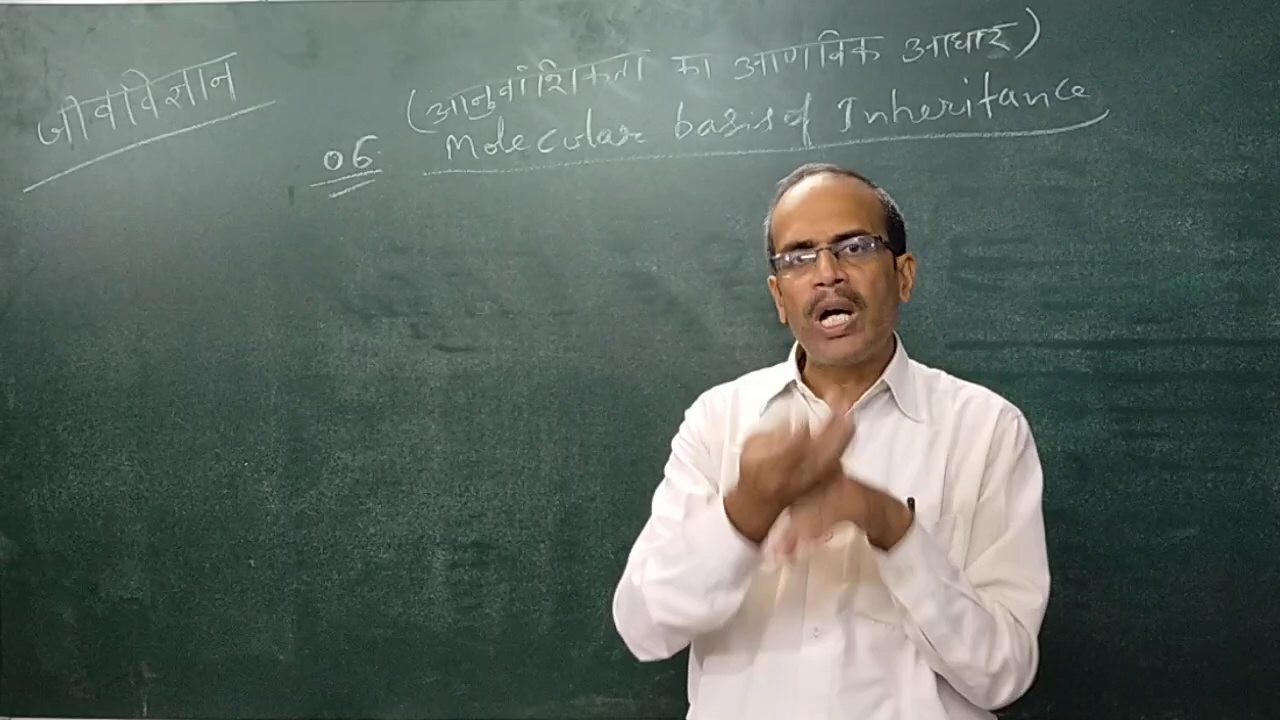 जीवविज्ञान
(आनुवांशिकता का आणविक आधार)
06 Molecular basis of Inheritance